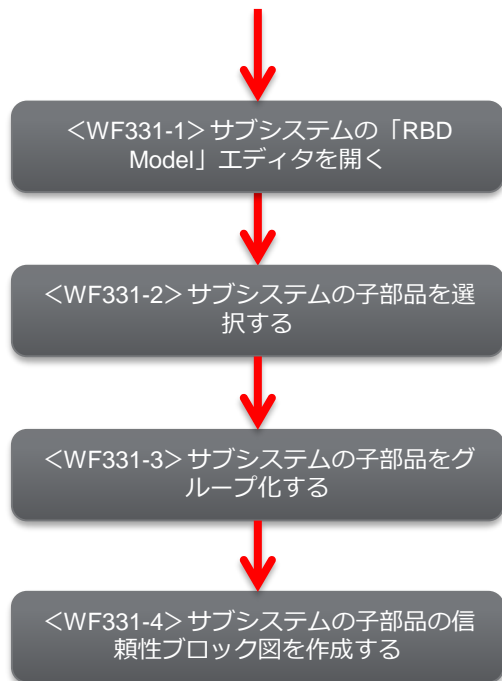 ＜WF331-1＞サブシステムの「RBD
Model」エディタを開く
＜WF331-2＞サブシステムの子部品を選
択する
＜WF331-3＞サブシステムの子部品をグ
ループ化する
＜WF331-4＞サブシステムの子部品の信
頼性ブロック図を作成する